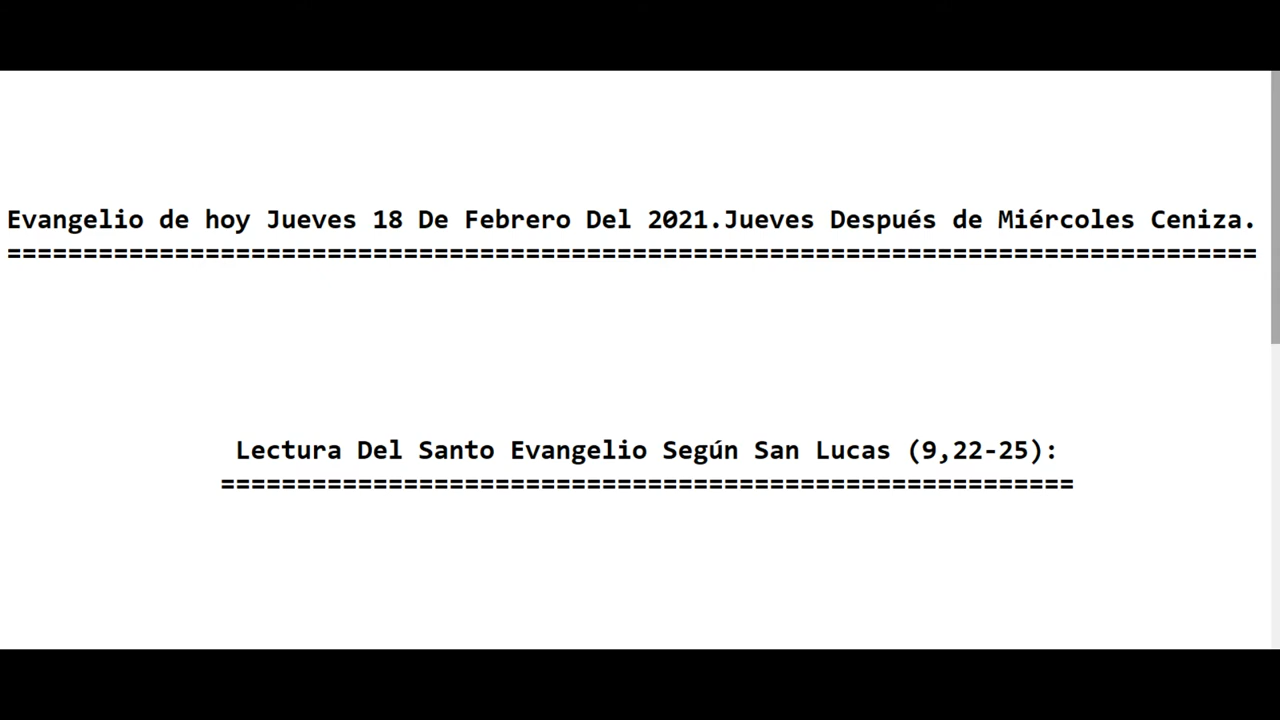 Evangelio de hoy Jueves 18 De Febrero Del 2021.Jueves Después de Miércoles Ceniza.
==================================================================================
Lectura Del Santo Evangelio Según San Lucas (9,22-25):
========================================================